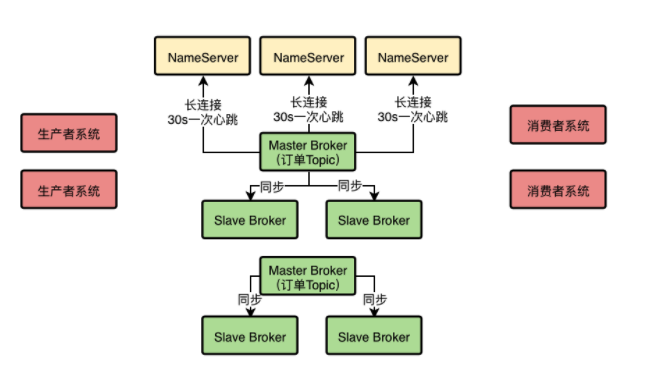 NameServer
NameServer
NameServer
长连接
30s一次心跳
长连接
30s一次心跳
长连接
30s一次心跳
生产者系统
消费者系统
Master Broker
（订单Topic）
生产者系统
消费者系统
同步
同步
Slave Broker
Slave Broker
Master Broker
（订单Topic）
同步
同步
Slave Broker
Slave Broker